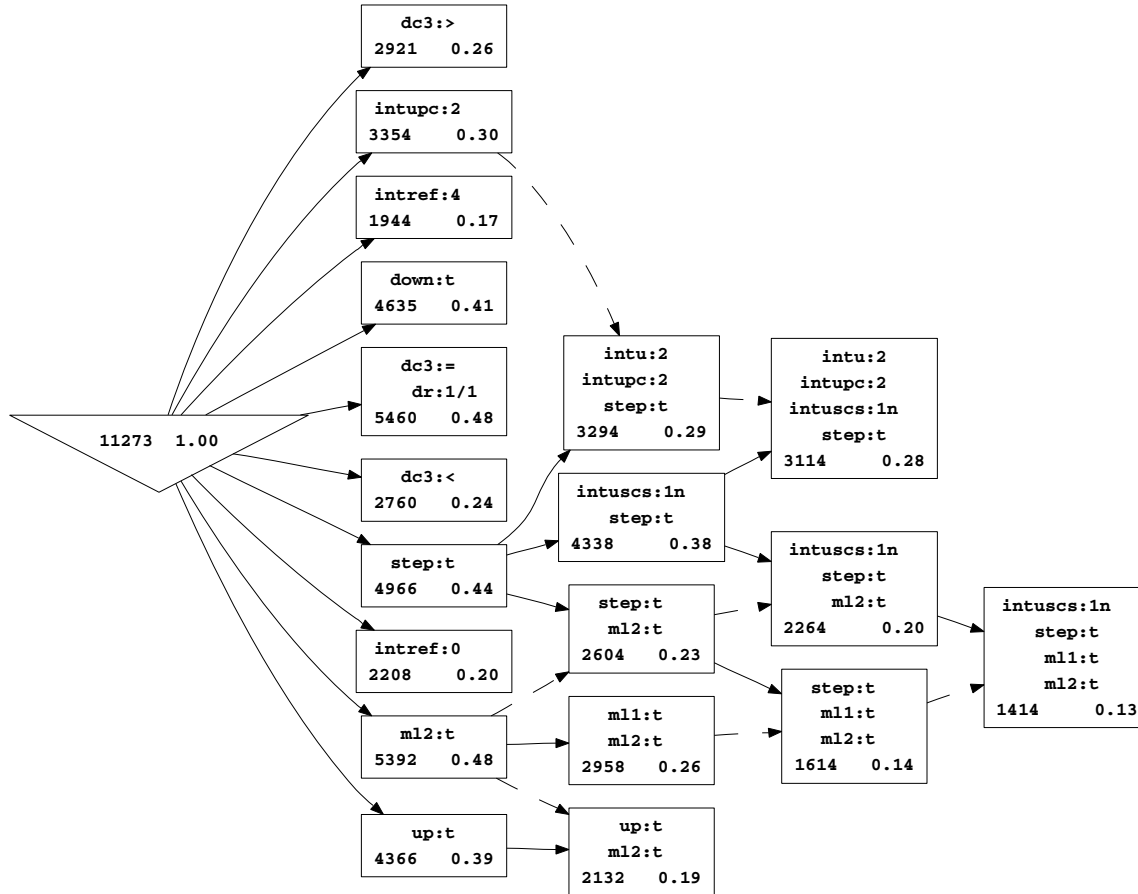 dc3:>
2921 0.26
intupc:2
3354 0.30
intref:4
1944 0.17
down:t
4635 0.41
dc3:=
dr:1/1
5460 0.48
11273 1.00
dc3:<
2760 0.24
step:t
4966 0.44
intref:0
2208 0.20
ml2:t
5392 0.48
up:t
4366 0.39
intu:2
intupc:2
step:t
3294 0.29
intuscs:1n
step:t
4338 0.38
step:t
ml2:t
2604 0.23
ml1:t
ml2:t
2958 0.26
up:t
ml2:t
2132 0.19
intu:2
intupc:2
intuscs:1n
step:t
3114 0.28
intuscs:1n
step:t
ml2:t
2264 0.20
step:t
ml1:t
ml2:t
1614 0.14
intuscs:1n
step:t
ml1:t
ml2:t
1414 0.13